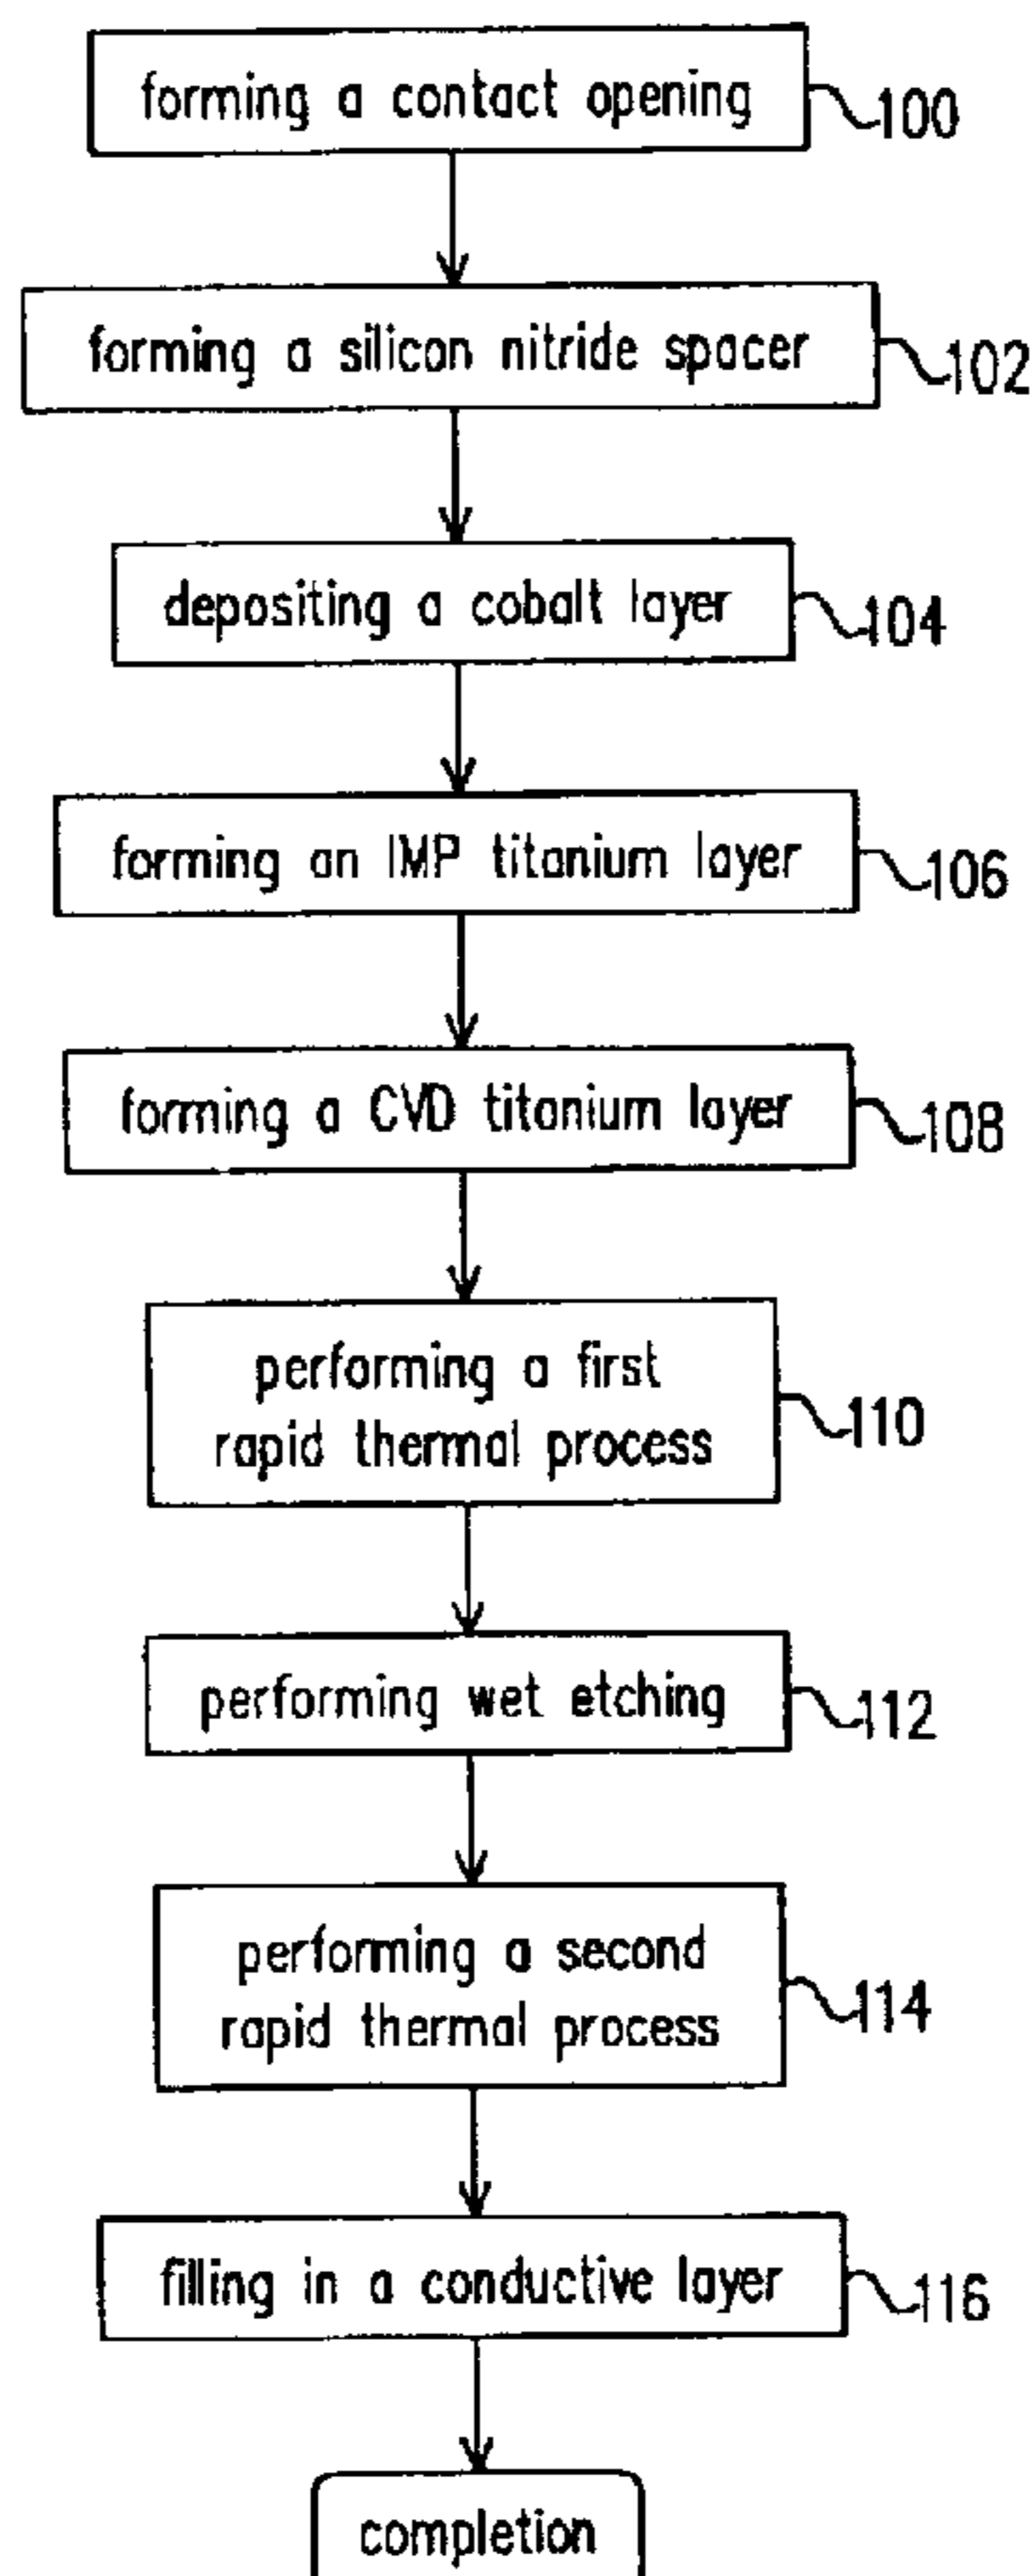 forming a contact opening
100
forming a silicon nitride spacer
102
depositing a cobalt layer
104
forming an IMP titanium layer
106
forming a CVD titanium layer
108
performing a first
rapid thermal process
110
performing wet etching
112
performing a second
rapid thermal process
114
filling in a conductive layer
116
completion